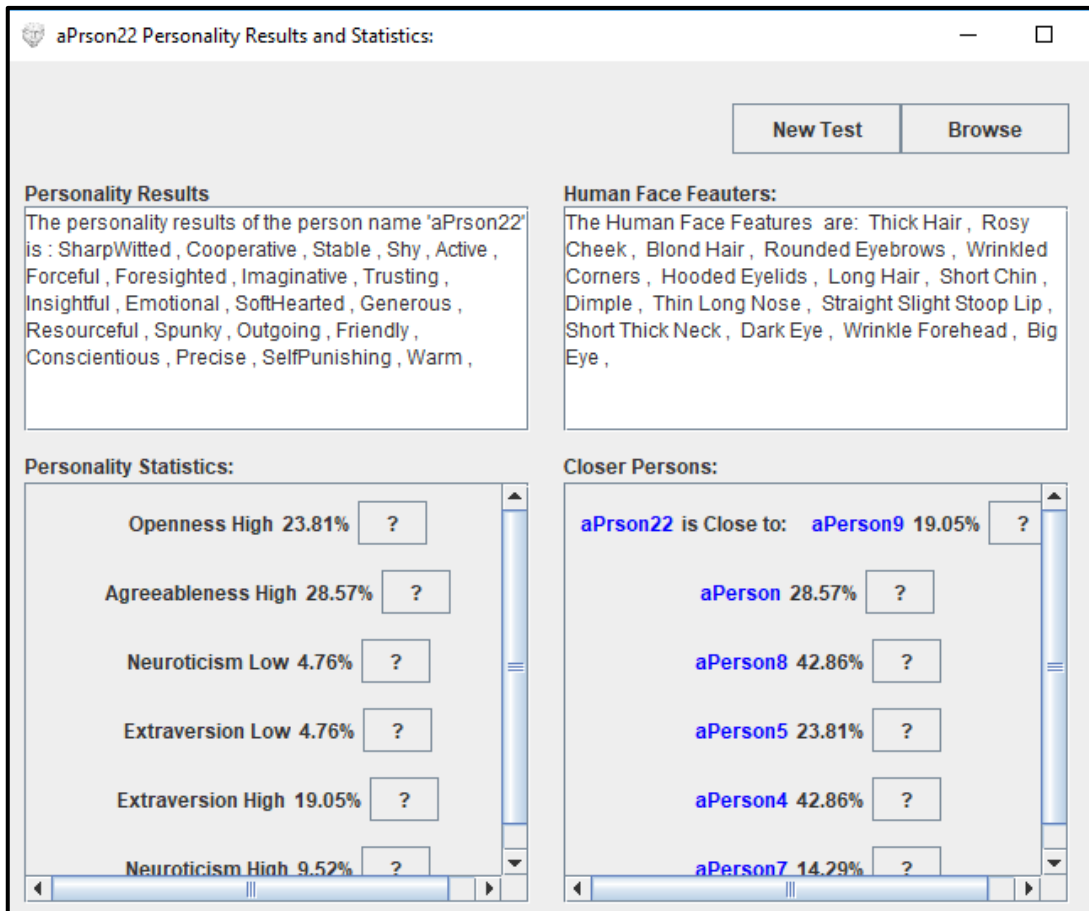 aPrson22 Personality Results and Statistics:
New Test
Browse
Personality Results
The personality results of the person name 'aPrson22'
is : SharpWitted , Cooperative , Stable , Shy , Active ,
Forceful , Foresighted , Imaginative , Trusting ,
Insightful , Emotional , SoftHearted , Generous ,
Resourceful , Spunky , Outgoing , Friendly ,
Conscientious , Precise , SelfPunishing , Warm ,
Human Face Feauters:
The Human Face Features  are:  Thick Hair ,  Rosy
Cheek ,  Blond Hair ,  Rounded Eyebrows ,  Wrinkled
Corners ,  Hooded Eyelids ,  Long Hair ,  Short Chin ,
Dimple ,  Thin Long Nose ,  Straight Slight Stoop Lip ,
Short Thick Neck ,  Dark Eye ,  Wrinkle Forehead ,  Big
Eye ,
Personality Statistics:
Openness High 23.81% ?
Agreeableness High 28.57% ?
Neuroticism Low 4.76% ?
Extraversion Low 4.76% ?
Extraversion High 19.05% ?
Neuroticism High 9.52% ?
Closer Persons:
aPrson22 is Close to: aPerson9 19.05% ?
aPerson 28.57% ?
aPerson8 42.86% ?
aPerson5 23.81% ?
aPerson4 42.86% ?
aPerson7 14.29% ?